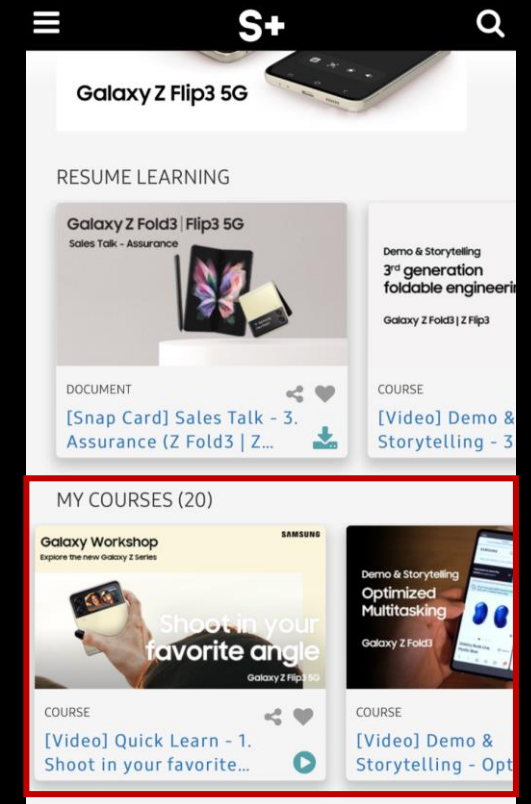 S+
Galaxy Z Flip3 5G
RESUME LEARNING
Galaxy Z Fold3 | Flip3 5G
Sales Talk - Assurance
DOCUMENT
[Snap Card] Sales Talk - 3.
Assurance (Z Fold3 | Z...
Demo & Storytelling
3rd generation
foldable engineerin
Galaxy Z Fold3 | Z Flip3
COURSE
[Video] Demo &
Storytelling - 3
MY COURSES (20)
Galaxy Workshop
Explore the new Galaxy Z Series
SAMSUNG
Shoot in your
favorite angle
Galaxy Z Flip3 5G
COURSE
[Video] Quick Learn - 1.
Shoot in your favorite...
Demo & Storytelling
Optimized
Multitasking
Galaxy Z Fold3
COURSE
[Video] Demo &
Storytelling - Opt